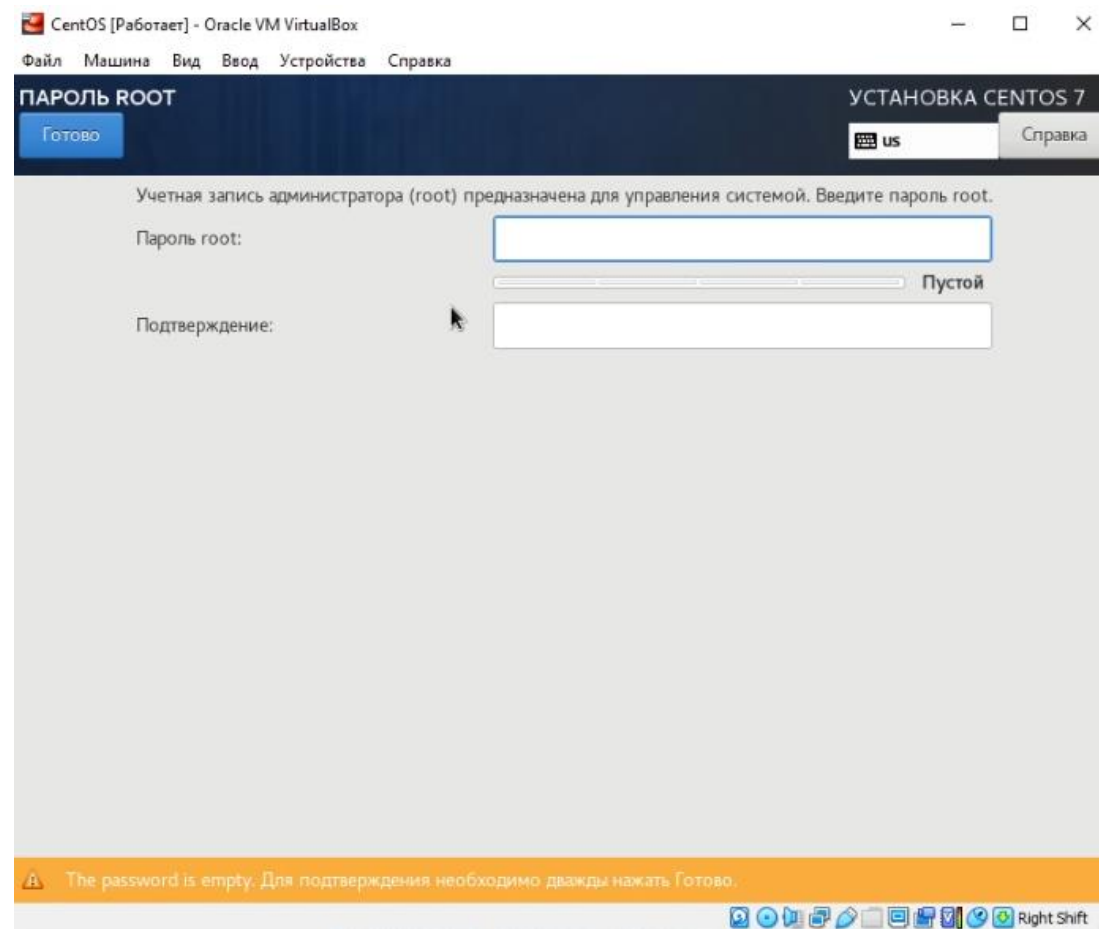 CentOS [Работает] - Oracle VM VirtualBox
Файл Машина Вид Ввод Устройства Справка
ПАРОЛЬ ROOT
УСТАНОВКА CENTOS 7
Готово
us
Справка
Учетная запись администратора (root) предназначена для управления системой. Введите пароль root.
Пароль root:
Пустой
Подтверждение:
The password is empty. Для подтверждения необходимо дважды нажать Готово.
Right Shift